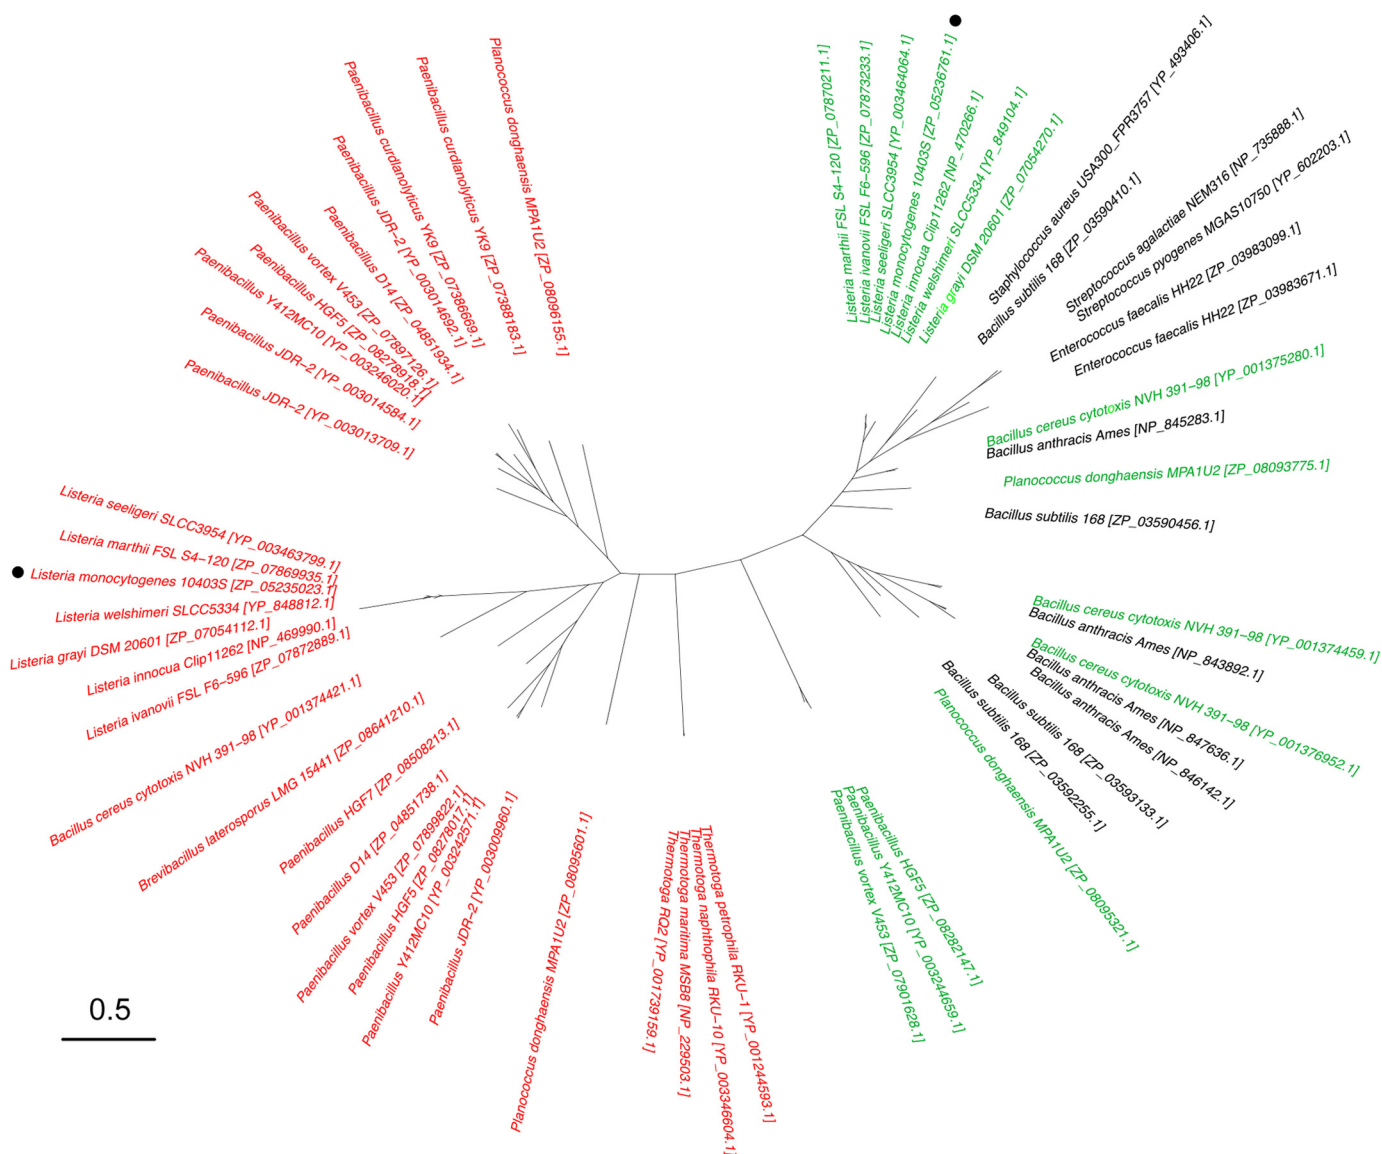 Planococcus donghaensis MPA1U2 [ZP_08096155.1]
Paenibacillus curdlanolyticus YK9 [ZP_07388183.1]
Paenibacillus curdlanolyticus YK9 [ZP_07386669.1]
Paenibacillus JDR−2 [YP_003014692.1]
Paenibacillus D14 [ZP_04851934.1]
Paenibacillus vortex V453 [ZP_07897126.1]
Paenibacillus HGF5 [ZP_08278918.1]
Paenibacillus Y412MC10 [YP_003246020.1]
Paenibacillus JDR−2 [YP_003014584.1]
Paenibacillus JDR−2 [YP_003013709.1]
Listeria seeligeri SLCC3954 [YP_003463799.1]
Listeria marthii FSL S4−120 [ZP_07869935.1]
Listeria monocytogenes 10403S [ZP_05235023.1]
Listeria welshimeri SLCC5334 [YP_848812.1]
Listeria grayi DSM 20601 [ZP_07054112.1]
Listeria innocua Clip11262 [NP_469990.1]
Listeria ivanovii FSL F6−596 [ZP_07872889.1]
Bacillus cereus cytotoxis NVH 391−98 [YP_001374421.1]
Brevibacillus laterosporus LMG 15441 [ZP_08641210.1]
Paenibacillus HGF7 [ZP_08508213.1]
Paenibacillus D14 [ZP_04851738.1]
Paenibacillus vortex V453 [ZP_07899822.1]
Paenibacillus HGF5 [ZP_08278017.1]
Paenibacillus Y412MC10 [YP_003242571.1]
Paenibacillus JDR−2 [YP_003009960.1]
Planococcus donghaensis MPA1U2 [ZP_08095601.1]
Thermotoga RQ2 [YP_001739159.1]
Thermotoga maritima MSB8 [NP_229503.1]
Thermotoga naphthophila RKU−10 [YP_003346604.1]
Thermotoga petrophila RKU−1 [YP_001244593.1]
Paenibacillus vortex V453 [ZP_07901628.1]
Paenibacillus Y412MC10 [YP_003244659.1]
Paenibacillus HGF5 [ZP_08282147.1]
Planococcus donghaensis MPA1U2 [ZP_08095321.1]
Bacillus subtilis 168 [ZP_03592255.1]
Bacillus subtilis 168 [ZP_03593133.1]
Bacillus anthracis Ames [NP_846142.1]
Bacillus anthracis Ames [NP_847636.1]
Bacillus cereus cytotoxis NVH 391−98 [YP_001376952.1]
Bacillus anthracis Ames [NP_843892.1]
Bacillus cereus cytotoxis NVH 391−98 [YP_001374459.1]
Bacillus subtilis 168 [ZP_03590456.1]
Planococcus donghaensis MPA1U2 [ZP_08093775.1]
Bacillus anthracis Ames [NP_845283.1]
Bacillus cereus cytotoxis NVH 391−98 [YP_001375280.1]
Enterococcus faecalis HH22 [ZP_03983671.1]
Enterococcus faecalis HH22 [ZP_03983099.1]
Streptococcus pyogenes MGAS10750 [YP_602203.1]
Streptococcus agalactiae NEM316 [NP_735888.1]
Bacillus subtilis 168 [ZP_03590410.1]
Staphylococcus aureus USA300_FPR3757 [YP_493406.1]
Listeria grayi DSM 20601 [ZP_07054270.1]
Listeria welshimeri SLCC5334 [YP_849104.1]
Listeria innocua Clip11262 [NP_470266.1]
Listeria monocytogenes 10403S [ZP_05236761.1]
Listeria seeligeri SLCC3954 [YP_003464064.1]
Listeria ivanovii FSL F6−596 [ZP_07873233.1]
Listeria marthii FSL S4−120 [ZP_07870211.1]
0.5